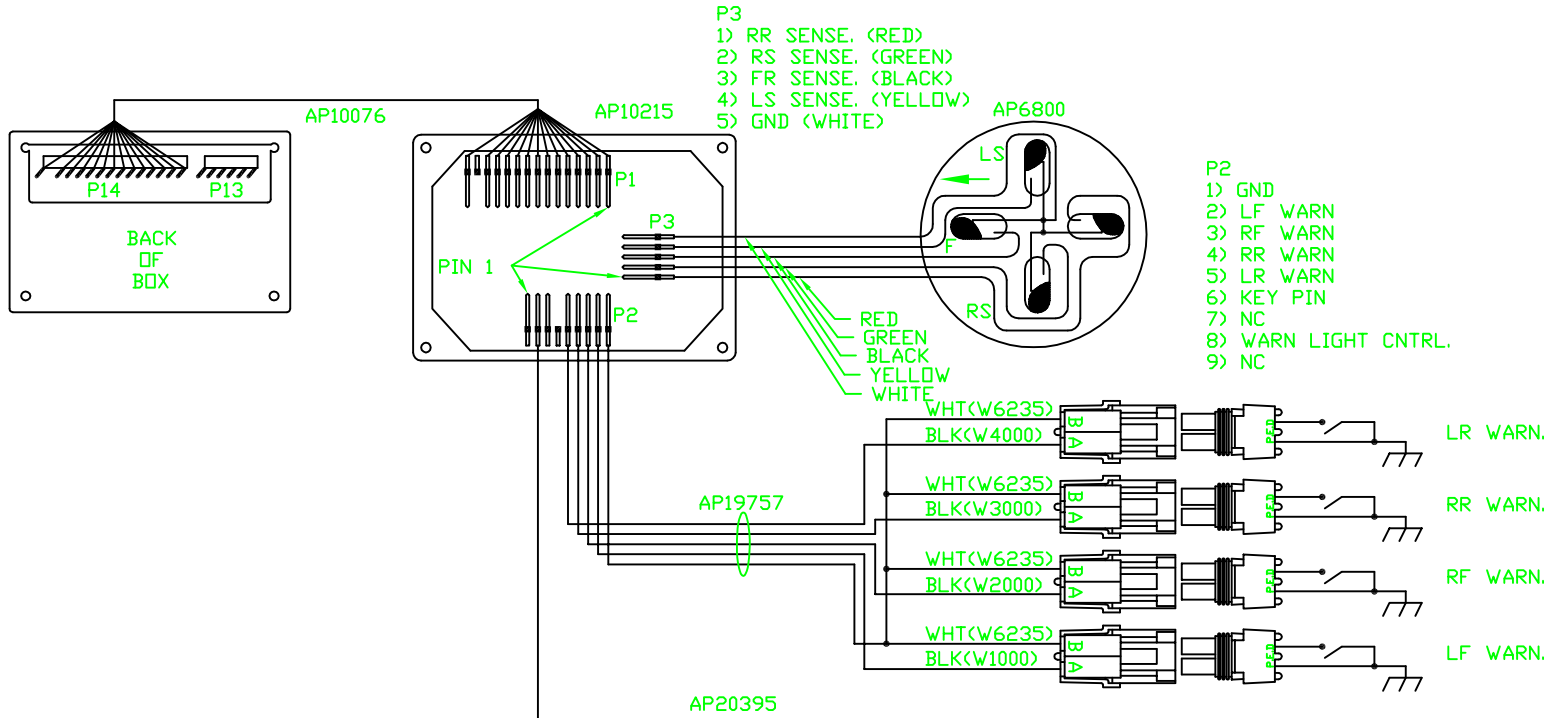 P3
1) RR SENSE. (RED)
2) RS SENSE. (GREEN)
3) FR SENSE. (BLACK)
4) LS SENSE. (YELLOW)
5) GND (WHITE)
AP10076
AP10215
AP6800
P14
P13
BACK
OF
BOX
P1
P3
PIN 1
P2
LS
F
RS
RED
GREEN
BLACK
YELLOW
WHITE
P2
1) GND
2) LF WARN
3) RF WARN
4) RR WARN
5) LR WARN
6) KEY PIN
7) NC
8) WARN LIGHT CNTRL.
9) NC
WHT(W6235)
BLK(W4000)
B
A
P.E.D
LR WARN.
WHT(W6235)
BLK(W3000)
B
A
P.E.D
RR WARN.
WHT(W6235)
BLK(W2000)
B
A
P.E.D
RF WARN.
WHT(W6235)
BLK(W1000)
B
A
P.E.D
LF WARN.
AP19757
AP20395